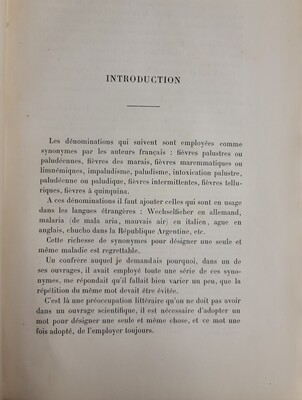 INTRODUCTION
Les dénominations qui suivent sont employées comme
synonymes par les auteurs français : fièvres palustres ou
paludéennes, fièvres des marais, fièvres maremmatiques ou
limnémiques, impaludisme, paludisme, intoxication palustre,
paludéenne ou paludique, fièvres intermittentes, fièvres tellu-
riques, fièvres à quinquina.
A ces dénominations il faut ajouter celles qui sont en usage
dans les langues étrangères : Wechselfieber en allemand,
malaria (de mala aria, mauvais air) en italien, ague en
anglais, chucho dans la République Argentine, etc.
Cette richesse de synonymes pour désigner une seule et
même maladie est regrettable.
Un confrère auquel je demandais pourquoi, dans un de
ses ouvrages, il avait employé toute une série de ces syno-
nymes, me répondait qu'il fallait bien varier un peu, que la
répétition du même mot devait être évitée.
C'est là une préoccupation littéraire qu'on ne doit pas avoir
dans un ouvrage scientifique, il est nécessaire d'adopter un
mot pour désigner une seule et même chose, et ce mot une
fois adopté, de l'employer toujours.